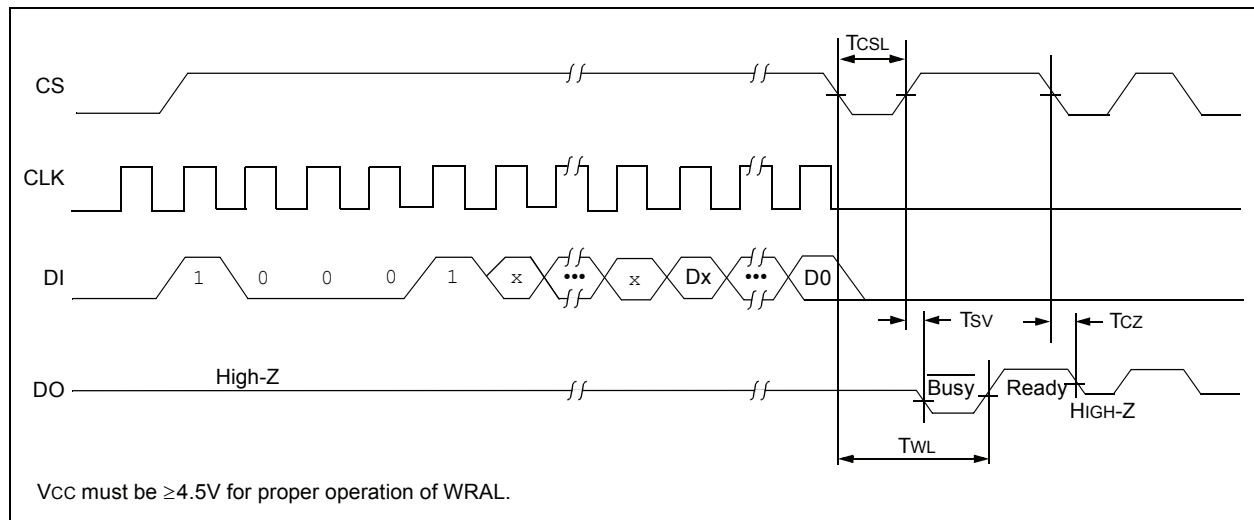 TCSL
CS
CLK
DI 1 0 0 0 1 x ••• x Dx ••• D0
TSV TCZ
High-Z
DO Busy Ready
HIGH-Z
TWL
VCC must be ≥4.5V for proper operation of WRAL.